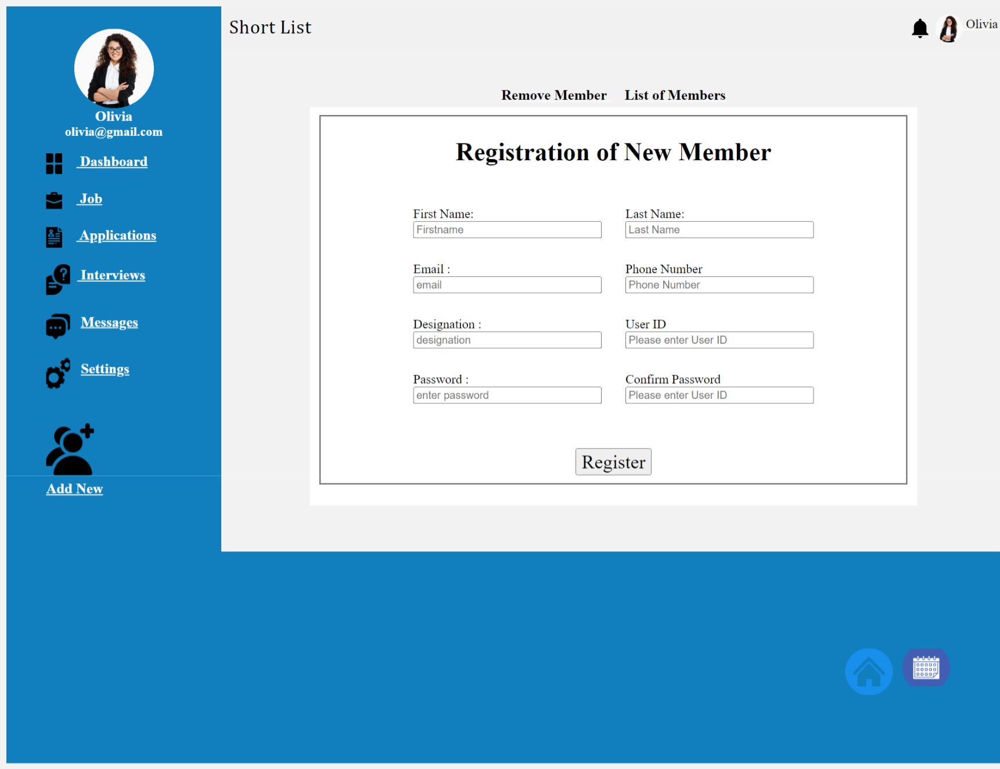 Short List
Olivia
Olivia
olivia@gmail.com
Dashboard
Job
Applications
Interviews
Messages
Settings
Add New
Remove Member List of Members
Registration of New Member
First Name: Last Name:
Firstname Last Name
Email : Phone Number
email Phone Number
Designation : User ID
designation Please enter User ID
Password : Confirm Password
enter password Please enter User ID
Register